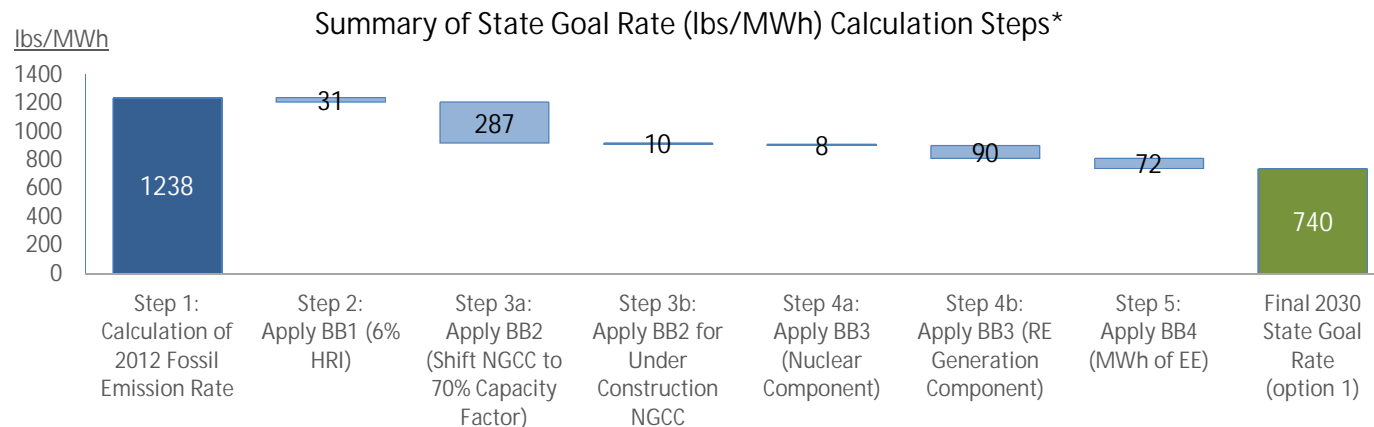 Summary of State Goal Rate (lbs/MWh) Calculation Steps*
lbs/MWh
1400
1200
1000
800
600
400
200
0
1238
31
287
10
8
90
72
740
Step 1:
Calculation of
2012 Fossil
Emission Rate
Step 2:
Apply BB1 (6%
HRI)
Step 3a:
Apply BB2
(Shift NGCC to
70% Capacity
Factor)
Step 3b:
Apply BB2 for
Under
Construction
NGCC
Step 4a:
Apply BB3
(Nuclear
Component)
Step 4b:
Apply BB3 (RE
Generation
Component)
Step 5:
Apply BB4
(MWh of EE)
Final 2030
State Goal
Rate
(option 1)